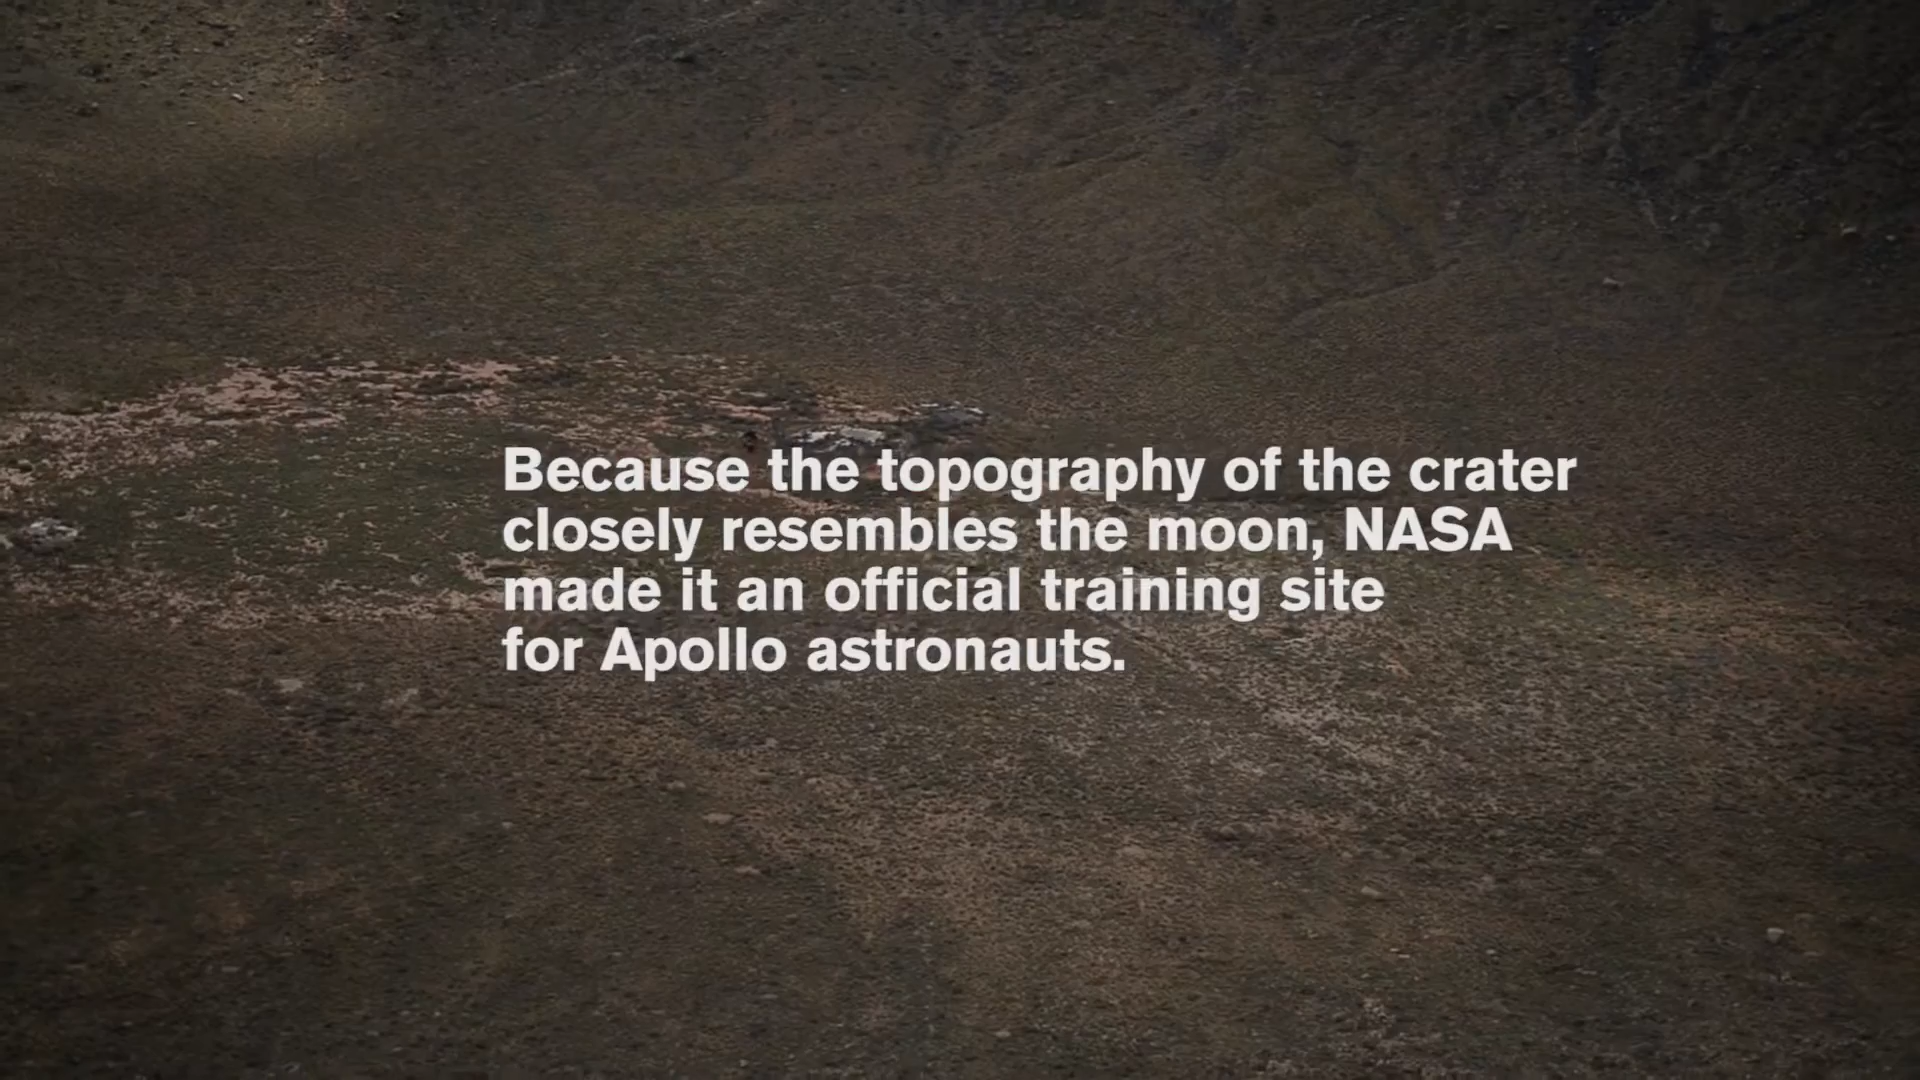 Because the topography of the crater
closely resembles the moon, NASA
made it an official training site
for Apollo astronauts.